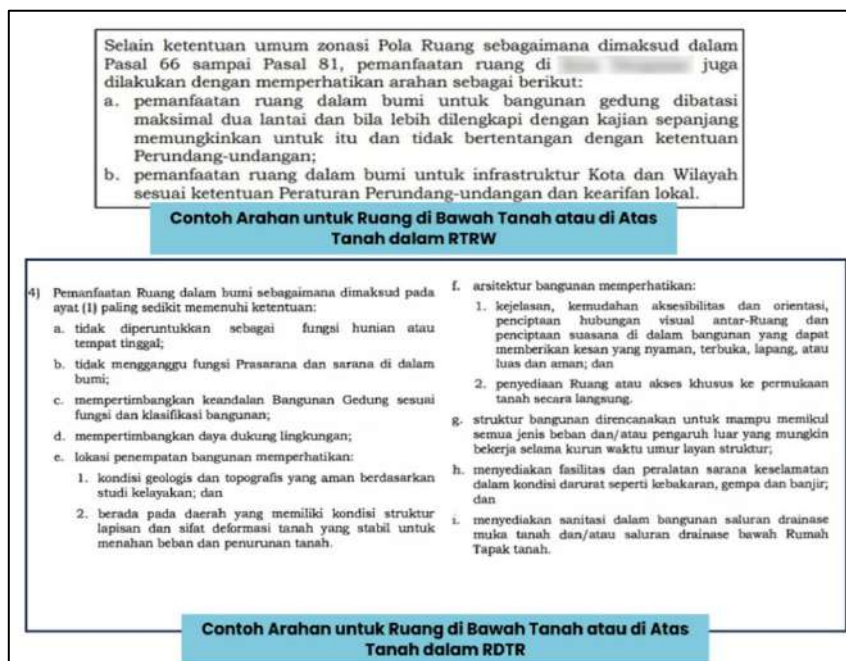 Selain ketentuan umum zonasi Pola Ruang sebagaimana dimaksud dalam
Pasal 66 sampai Pasal 81, pemanfaatan ruang di juga
dilakukan dengan memperhatikan arahan sebagai berikut:
a. pemanfaatan ruang dalam bumi untuk bangunan gedung dibatasi
maksimal dua lantai dan bila lebih dilengkapi dengan kajian sepanjang
memungkinkan untuk itu dan tidak bertentangan dengan ketentuan
Perundang-undangan;
b. pemanfaatan ruang dalam bumi untuk infrastruktur Kota dan Wilayah
sesuai ketentuan Peraturan Perundang-undangan dan kearifan lokal.
Contoh Arahan untuk Ruang di Bawah Tanah atau di Atas
Tanah dalam RTRW
4) Pemanfaatan Ruang dalam bumi sebagaimana dimaksud pada
ayat (1) paling sedikit memenuhi ketentuan:
a. tidak diperuntukkan sebagai fungsi hunian atau
tempat tinggal;
b. tidak mengganggu fungsi Prasarana dan sarana di dalam
bumi;
c. mempertimbangkan keandalan Bangunan Gedung sesuai
fungsi dan klasifikasi bangunan;
d. mempertimbangkan daya dukung lingkungan;
e. lokasi penempatan bangunan memperhatikan:
1. kondisi geologis dan topografis yang aman berdasarkan
studi kelayakan; dan
2. berada pada daerah yang memiliki kondisi struktur
lapisan dan sifat deformasi tanah yang stabil untuk
menahan beban dan penurunan tanah.
f. arsitektur bangunan memperhatikan:
1. kejelasan, kemudahan aksesibilitas dan orientasi,
penciptaan hubungan visual antar-Ruang dan
penciptaan suasana di dalam bangunan yang dapat
memberikan kesan yang nyaman, terbuka, lapang, atau
luas dan aman; dan
2. penyediaan Ruang atau akses khusus ke permukaan
tanah secara langsung.
g. struktur bangunan direncanakan untuk mampu memikul
semua jenis beban dan/atau pengaruh luar yang mungkin
bekerja selama kurun waktu umur layan struktur;
h. menyediakan fasilitas dan peralatan sarana keselamatan
dalam kondisi darurat seperti kebakaran, gempa dan banjir;
dan
i. menyediakan sanitasi dalam bangunan saluran drainase
muka tanah dan/atau saluran drainase bawah Rumah
Tapak tanah.
Contoh Arahan untuk Ruang di Bawah Tanah atau di Atas
Tanah dalam RDTR